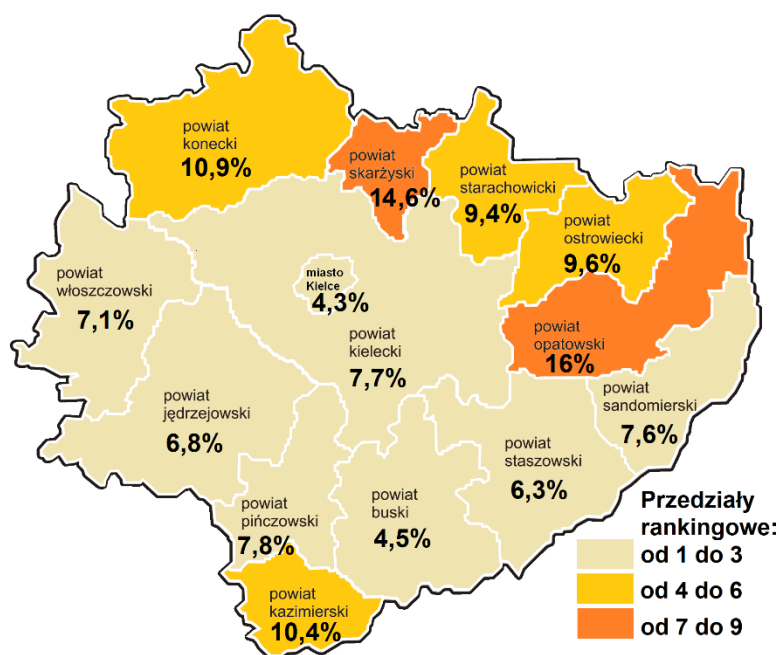 powiat
konecki
10,9%
powiat
skarżyski
14,6%
powiat
starachowicki
9,4%
powiat
ostrowiecki
9,6%
powiat
włoszczowski
7,1%
miasto
Kielce
4,3%
powiat
kielecki
7,7%
powiat
opatowski
16%
powiat
jędrzejowski
6,8%
powiat
sandomierski
7,6%
powiat
staszowski
6,3%
powiat
pińczowski
7,8%
powiat
buski
4,5%
powiat
kazimierski
10,4%
Przedziały
rankingowe:
od 1 do 3
od 4 do 6
od 7 do 9